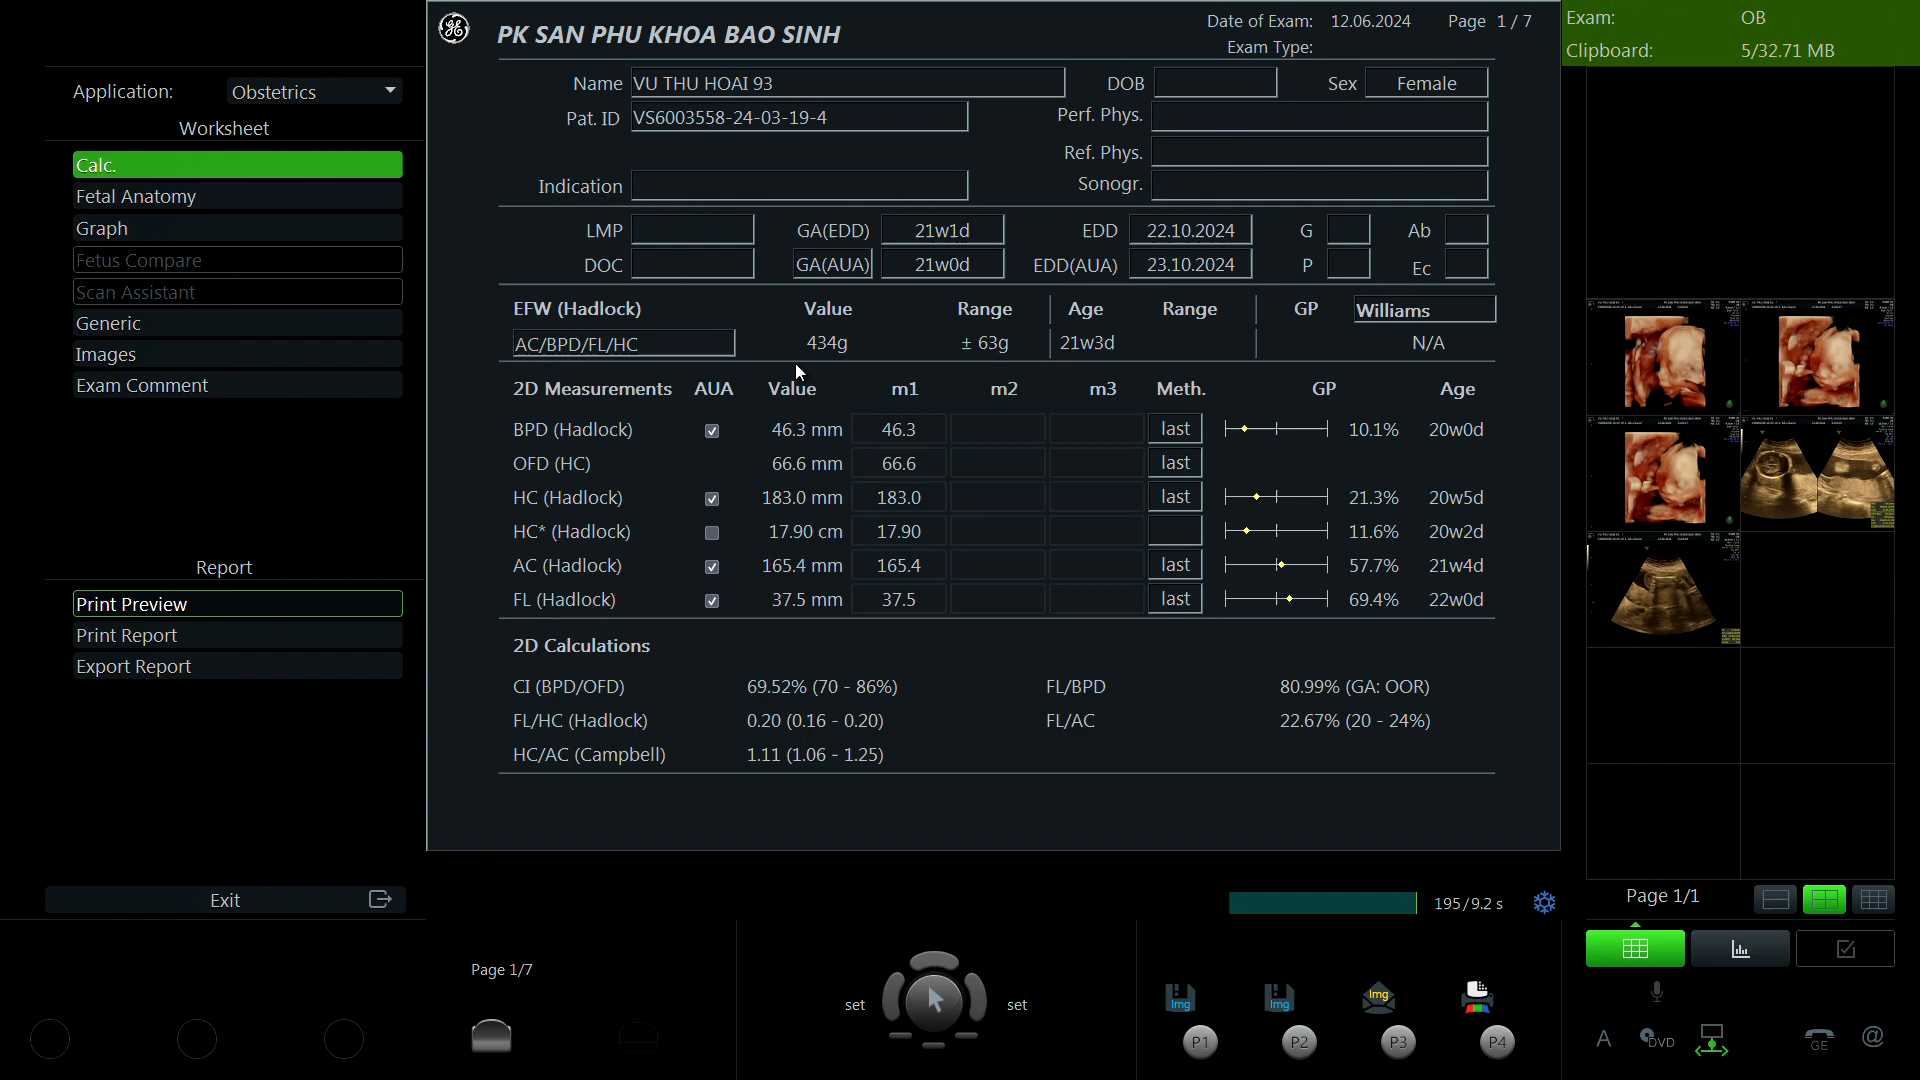 PK SAN PHU KHOA BAO SINH
Date of Exam: 12.06.2024 Page 1 / 7
Exam Type:
Exam: OB
Clipboard: 5/32.71 MB
Application: Obstetrics
Worksheet
Calc.
Fetal Anatomy
Graph
Fetus Compare
Scan Assistant
Generic
Images
Exam Comment
Report
Print Preview
Print Report
Export Report
Exit
Name VU THU HOAI 93 DOB Sex Female
Pat. ID VS6003558-24-03-19-4 Perf. Phys.
Ref. Phys.
Indication Sonogr.
LMP GA(EDD) 21w1d EDD 22.10.2024 G Ab
DOC GA(AUA) 21w0d EDD(AUA) 23.10.2024 P Ec
EFW (Hadlock) Value Range Age Range GP Williams
AC/BPD/FL/HC 434g ± 63g 21w3d N/A
2D Measurements AUA Value m1 m2 m3 Meth. GP Age
BPD (Hadlock) 46.3 mm 46.3 last 10.1% 20w0d
OFD (HC) 66.6 mm 66.6 last
HC (Hadlock) 183.0 mm 183.0 last 21.3% 20w5d
HC* (Hadlock) 17.90 cm 17.90 11.6% 20w2d
AC (Hadlock) 165.4 mm 165.4 last 57.7% 21w4d
FL (Hadlock) 37.5 mm 37.5 last 69.4% 22w0d
2D Calculations
CI (BPD/OFD) 69.52% (70 - 86%) FL/BPD 80.99% (GA: OOR)
FL/HC (Hadlock) 0.20 (0.16 - 0.20) FL/AC 22.67% (20 - 24%)
HC/AC (Campbell) 1.11 (1.06 - 1.25)
195/9.2 s
Page 1/1
Page 1/7
set set
Img Img Img
P1 P2 P3 P4
A DVD GE @